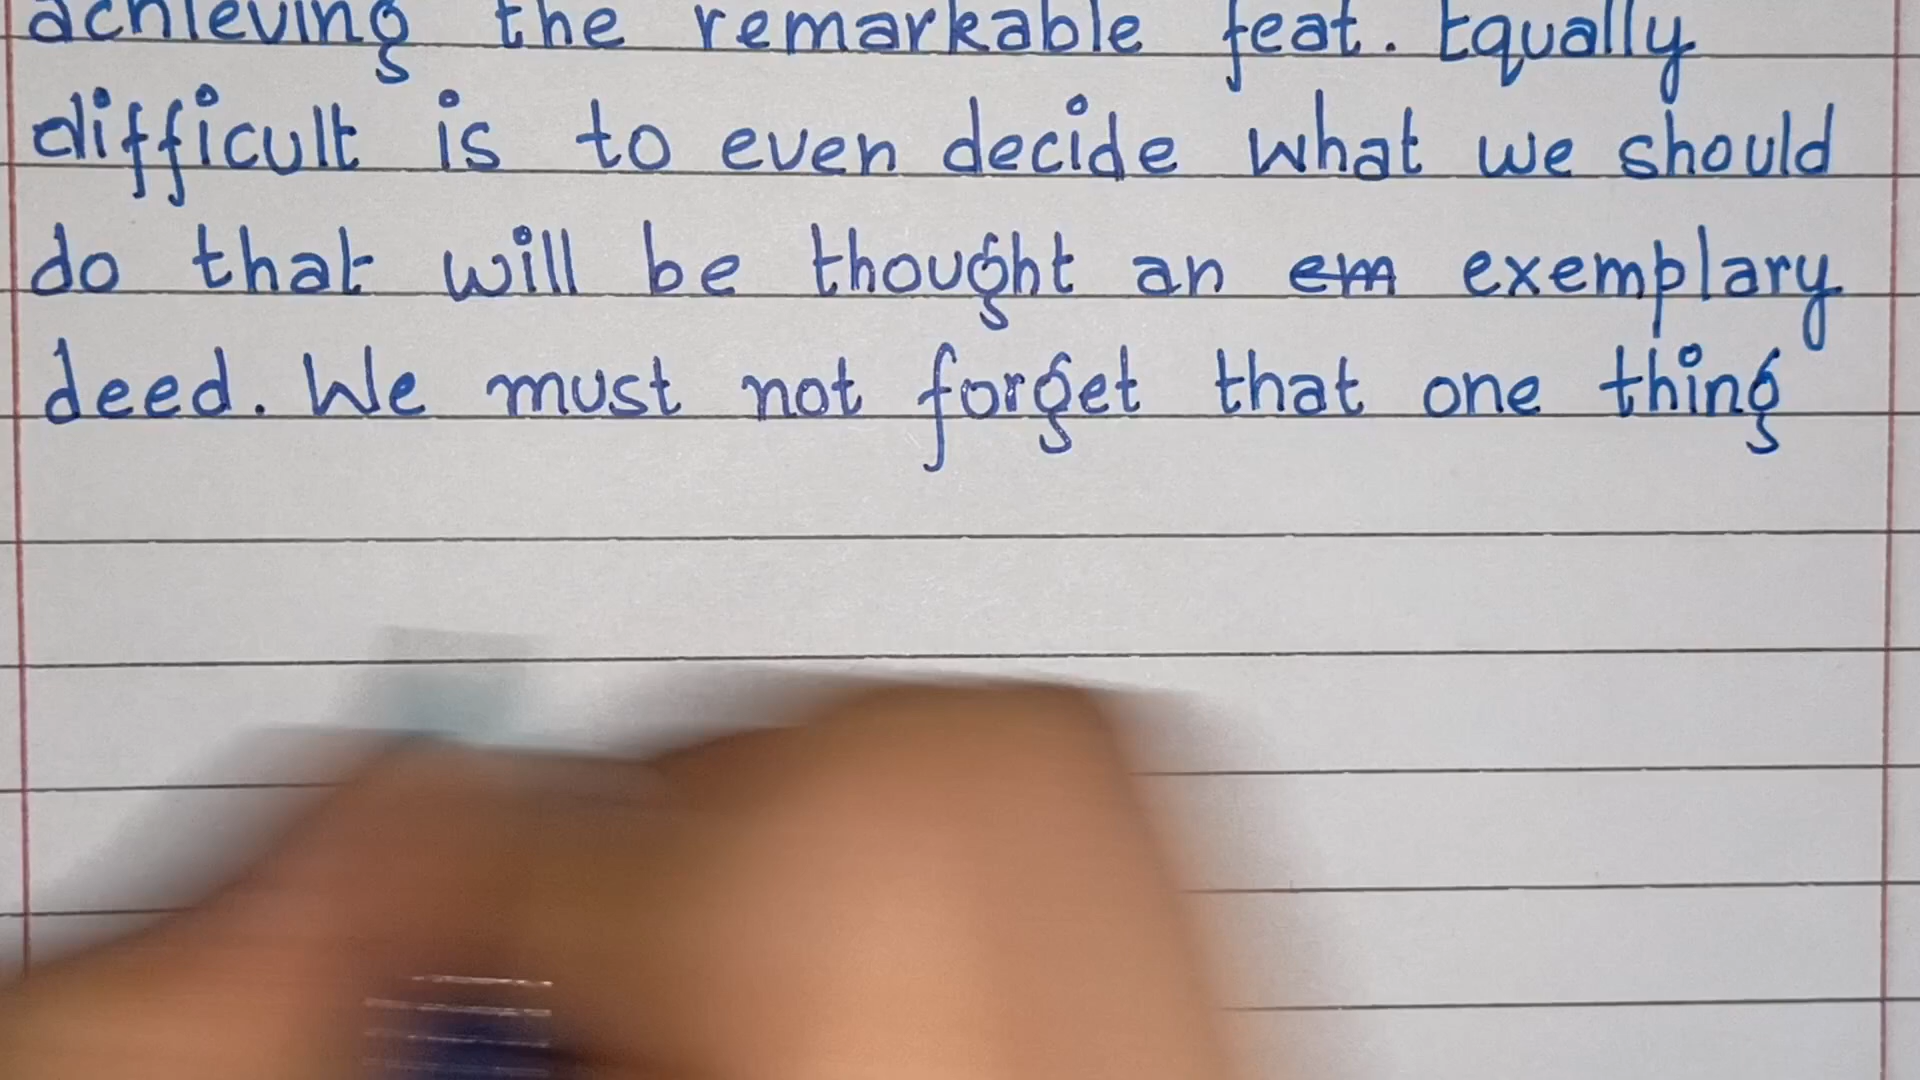 achieving the remarkable feat. Equally
difficult is to even decide what we should
do that will be thought an em exemplary
deed. We must not forget that one thing